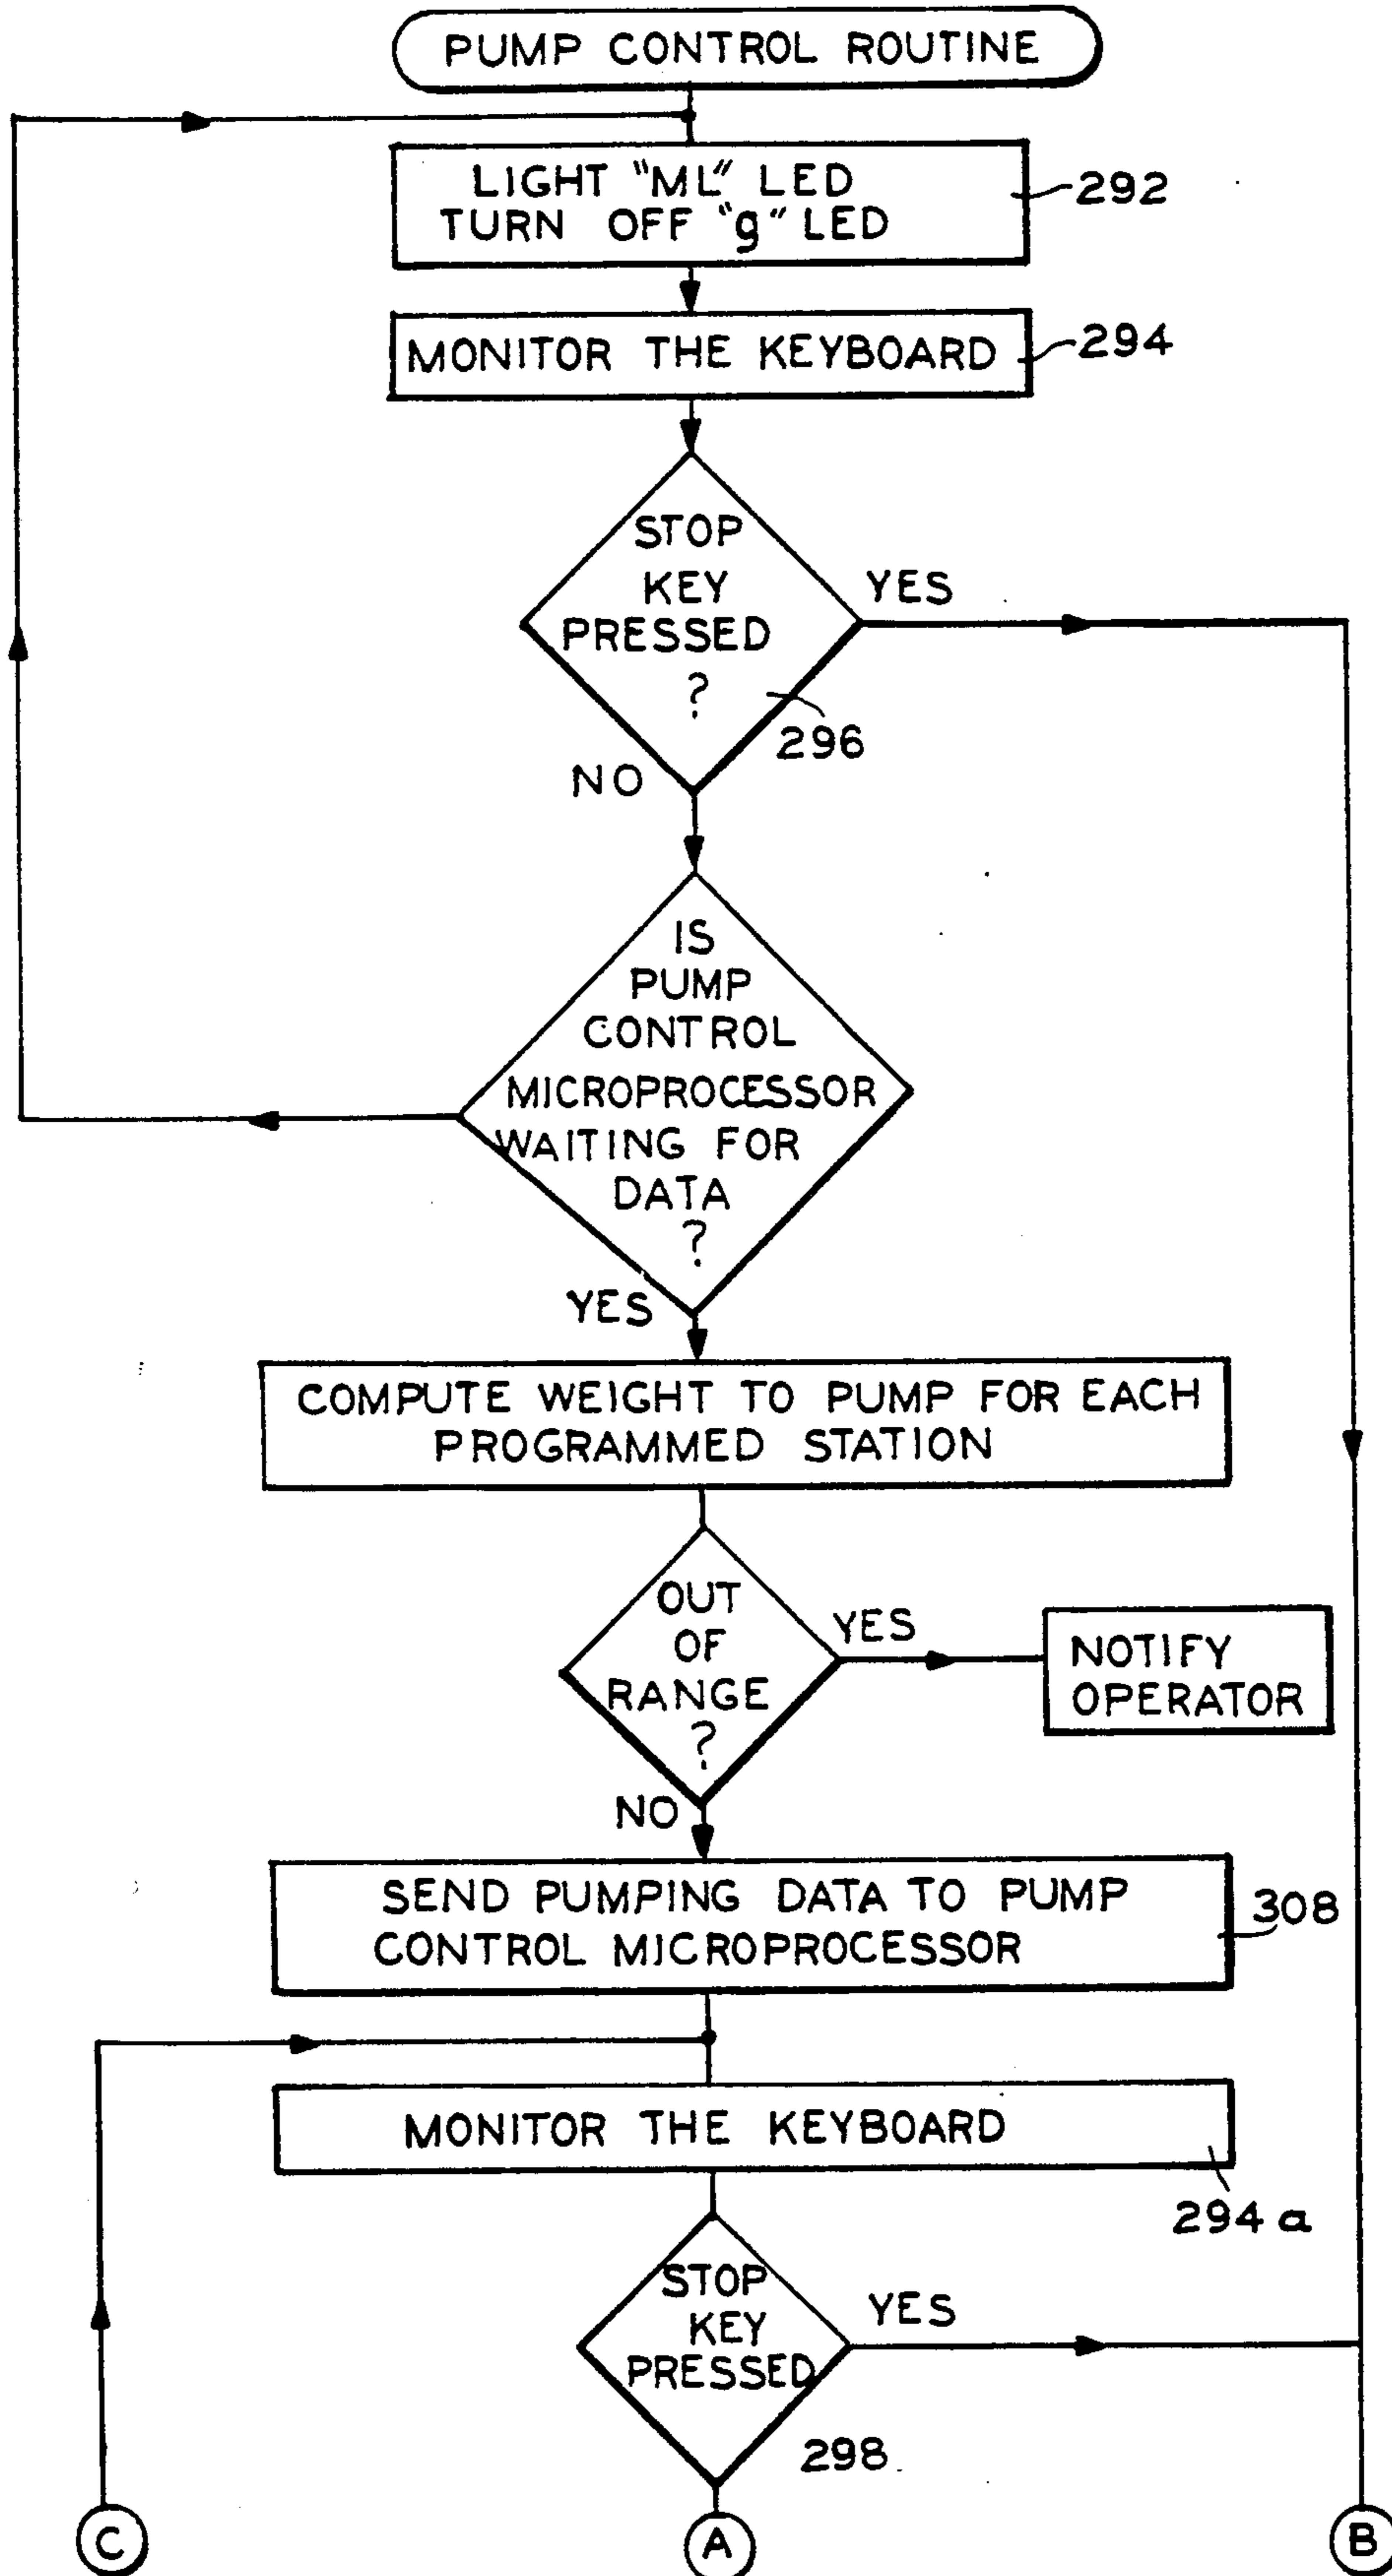 PUMP CONTROL ROUTINE
LIGHT "ML" LED
TURN OFF "g" LED
292
MONITOR THE KEYBOARD
294
STOP
KEY
PRESSED
?
YES
296
NO
IS
PUMP
CONTROL
MICROPROCESSOR
WAITING FOR
DATA
?
YES
COMPUTE WEIGHT TO PUMP FOR EACH
PROGRAMMED STATION
OUT
OF
RANGE
?
YES
NOTIFY
OPERATOR
NO
SEND PUMPING DATA TO PUMP
CONTROL MICROPROCESSOR
308
MONITOR THE KEYBOARD
294a
STOP
KEY
PRESSED
YES
298
C
A
B